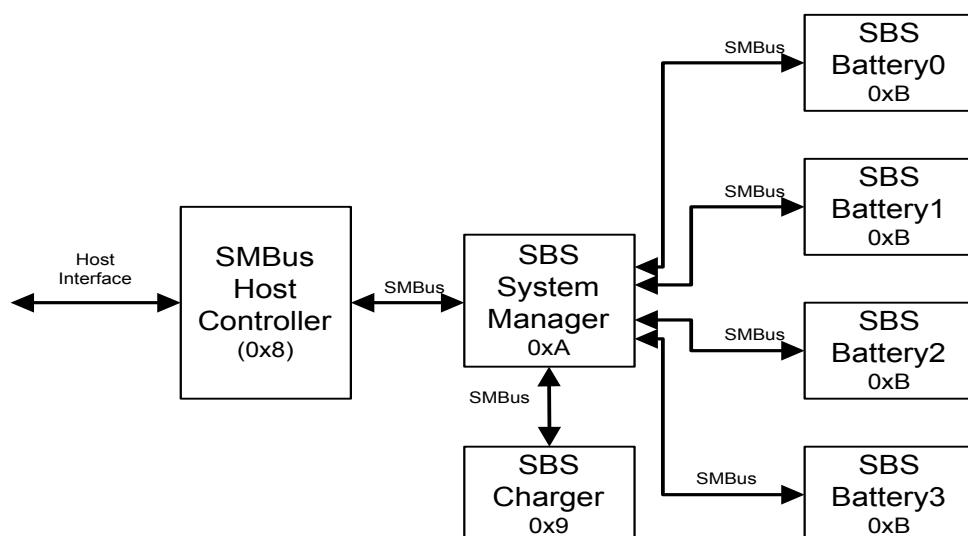 Host
Interface
SMBus
Host
Controller
(0x8)
SMBus
SBS
System
Manager
0xA
SMBus
SBS
Charger
0x9
SMBus
SBS
Battery0
0xB
SMBus
SBS
Battery1
0xB
SMBus
SBS
Battery2
0xB
SMBus
SBS
Battery3
0xB